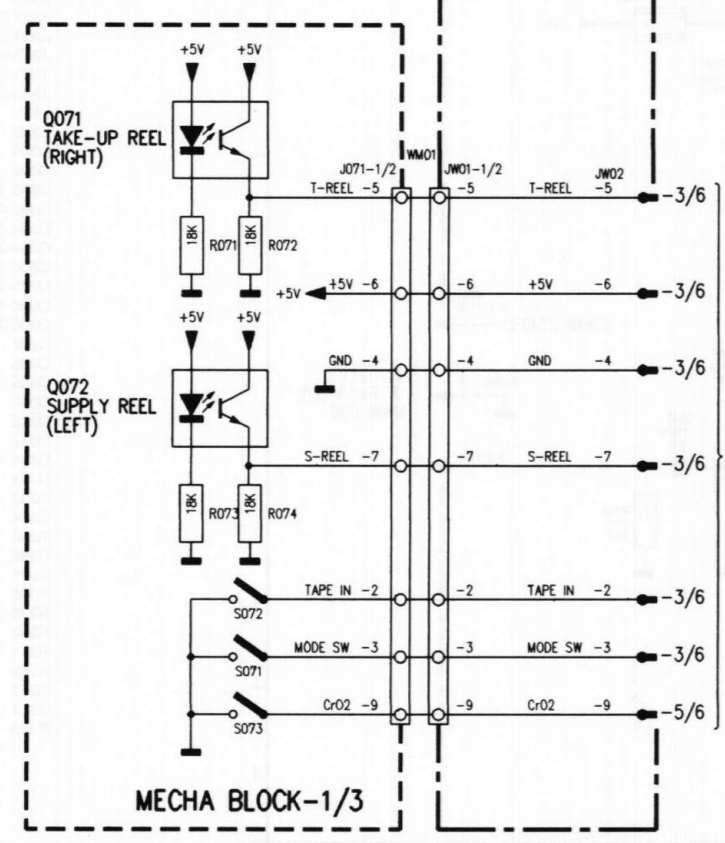 +5V +5V
Q071
TAKE-UP REEL
(RIGHT)
WM01
J071-1/2 JW01-1/2 JW02
T-REEL -5 -5 T-REEL -5 -3/6
18K R071 18K R072
+5V +5V -6 -6 +5V -6 -3/6
+5V +5V
GND -4 -4 GND -4 -3/6
Q072
SUPPLY REEL
(LEFT)
S-REEL -7 -7 S-REEL -7 -3/6
18K R073 18K R074
TAPE IN -2 -2 TAPE IN -2 -3/6
S072
MODE SW -3 -3 MODE SW -3 -3/6
S071
CrO2 -9 -9 CrO2 -9 -5/6
S073
MECHA BLOCK-1/3